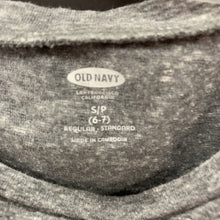 OLD NAVY
SAN FRANCISCO
CALIFORNIA
S/P
(6-7)
REGULAR - STANDARD
MADE IN CAMBODIA